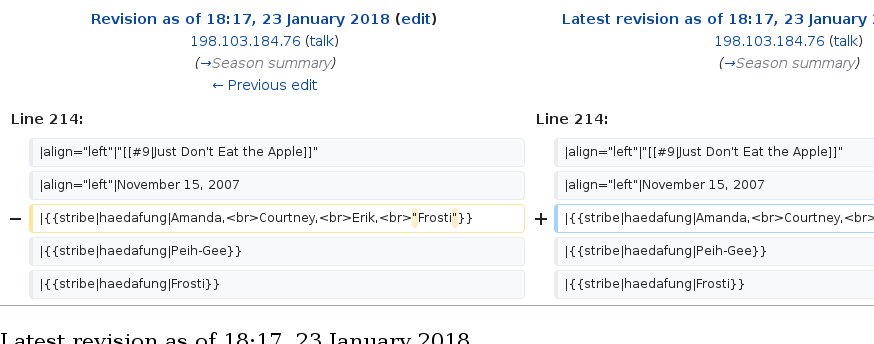 Revision as of 18:17, 23 January 2018 (edit)
198.103.184.76 (talk)
(→Season summary)
← Previous edit
Latest revision as of 18:17, 23 January
198.103.184.76 (talk)
(→Season summary)
Line 214:
Line 214:
|align="left"|"[[#9|Just Don't Eat the Apple]]"
|align="left"|"[[#9|Just Don't Eat the Apple]]"
|align="left"|November 15, 2007
|align="left"|November 15, 2007
− |{{stribe|haedafung|Amanda,<br>Courtney,<br>Erik,<br>"Frosti"}}
+ |{{stribe|haedafung|Amanda,<br>Courtney,<br>
|{{stribe|haedafung|Peih-Gee}}
|{{stribe|haedafung|Peih-Gee}}
|{{stribe|haedafung|Frosti}}
|{{stribe|haedafung|Frosti}}
Latest revision as of 18:17, 23 January 2018